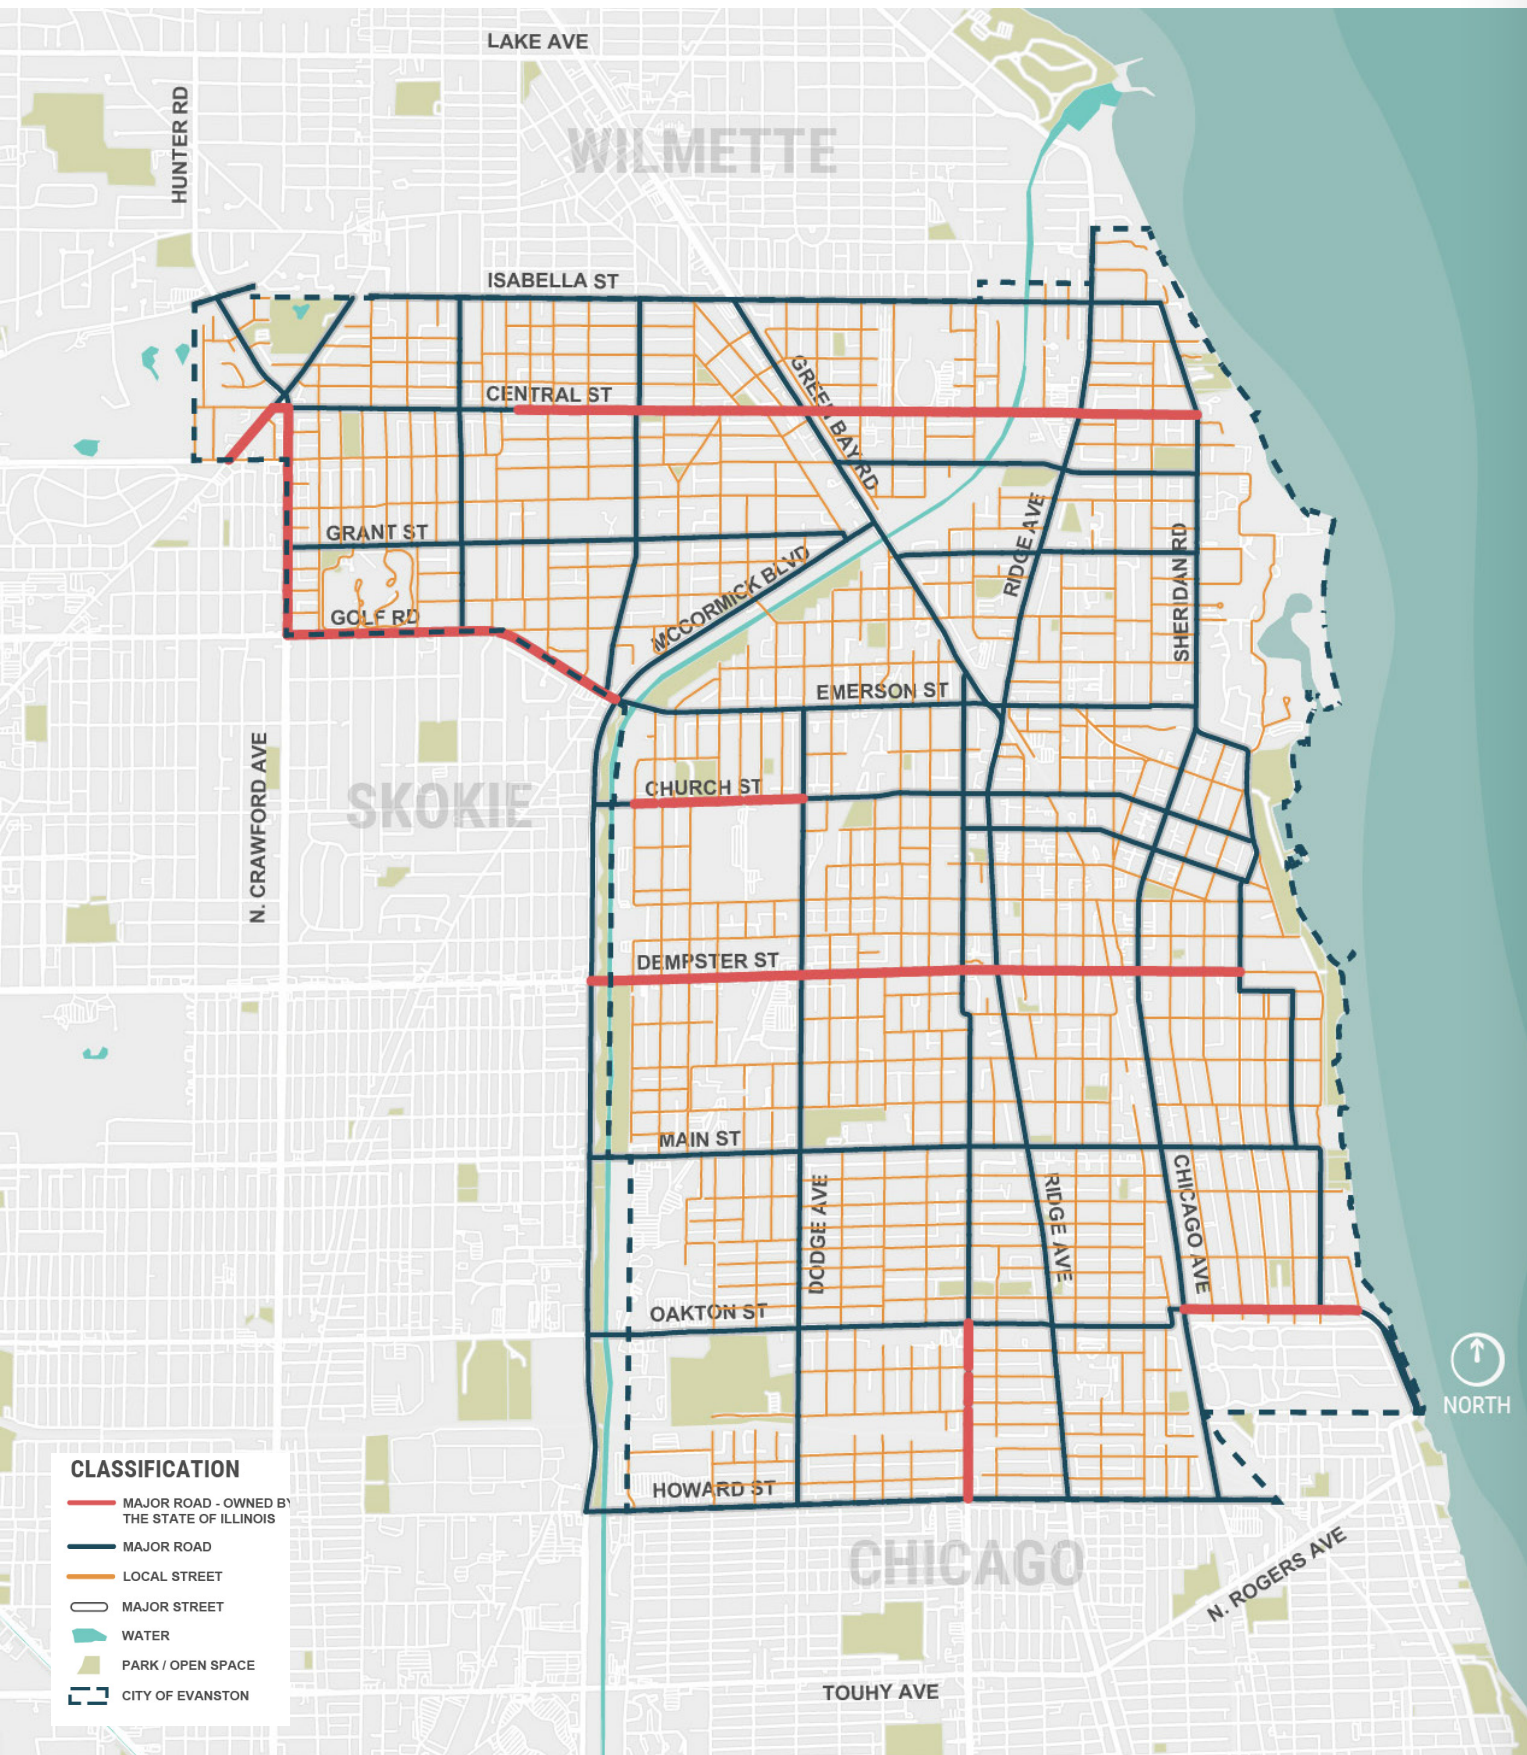 LAKE AVE
HUNTER RD
WILMETTE
ISABELLA ST
GREEN BAY RD
CENTRAL ST
GRANT ST
RIDGE AVE
SHERIDAN RD
MCCORMICK BLVD
GOLF RD
EMERSON ST
N. CRAWFORD AVE
SKOKIE
CHURCH ST
DEMPSTER ST
MAIN ST
DODGE AVE
RIDGE AVE
CHICAGO AVE
OAKTON ST
NORTH
HOWARD ST
CHICAGO
N. ROGERS AVE
TOUHY AVE
CLASSIFICATION
MAJOR ROAD - OWNED BY
THE STATE OF ILLINOIS
MAJOR ROAD
LOCAL STREET
MAJOR STREET
WATER
PARK / OPEN SPACE
CITY OF EVANSTON